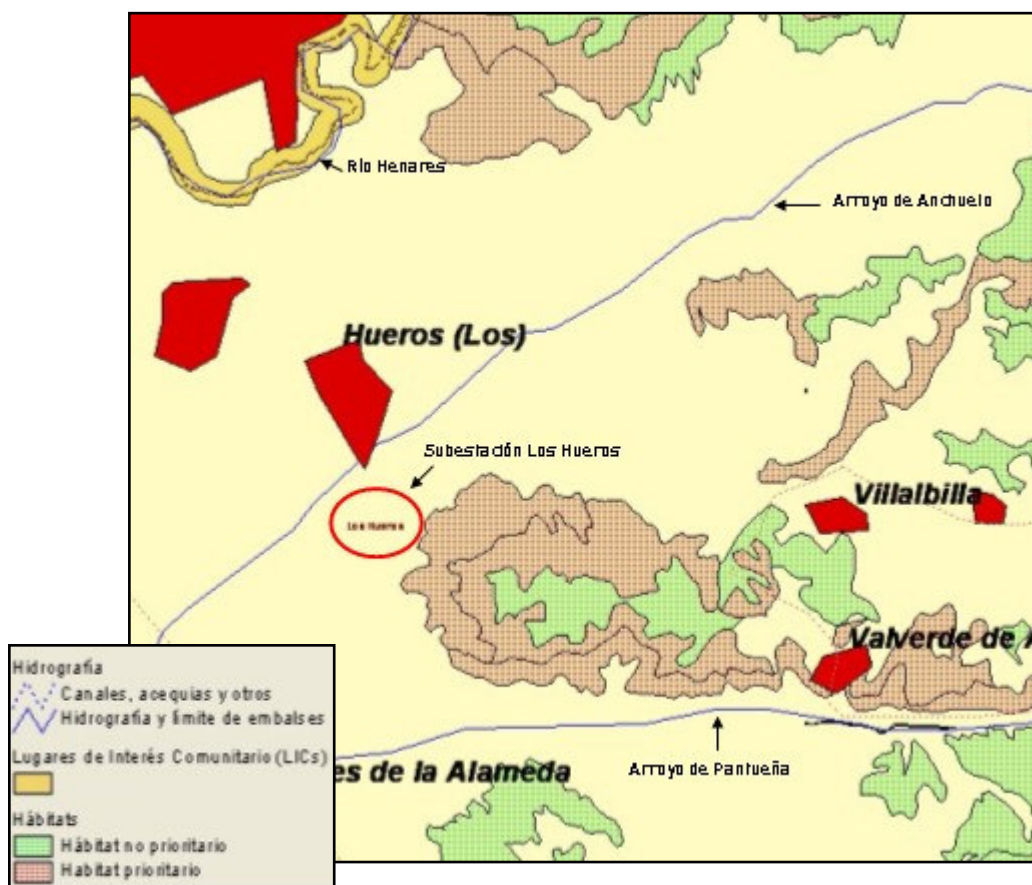 Río Henares
Arroyo de Anchuelo
Hueros (Los)
Subestación Los Hueros
Los Hueros
Villalbilla
Valverde de A
es de la Alameda
Arroyo de Pantueña
Hidrografía
Canales, acequias y otros
Hidrografía y límite de embalses
Lugares de Interés Comunitario (LICs)
Hábitats
Hábitat no prioritario
Habitat prioritario